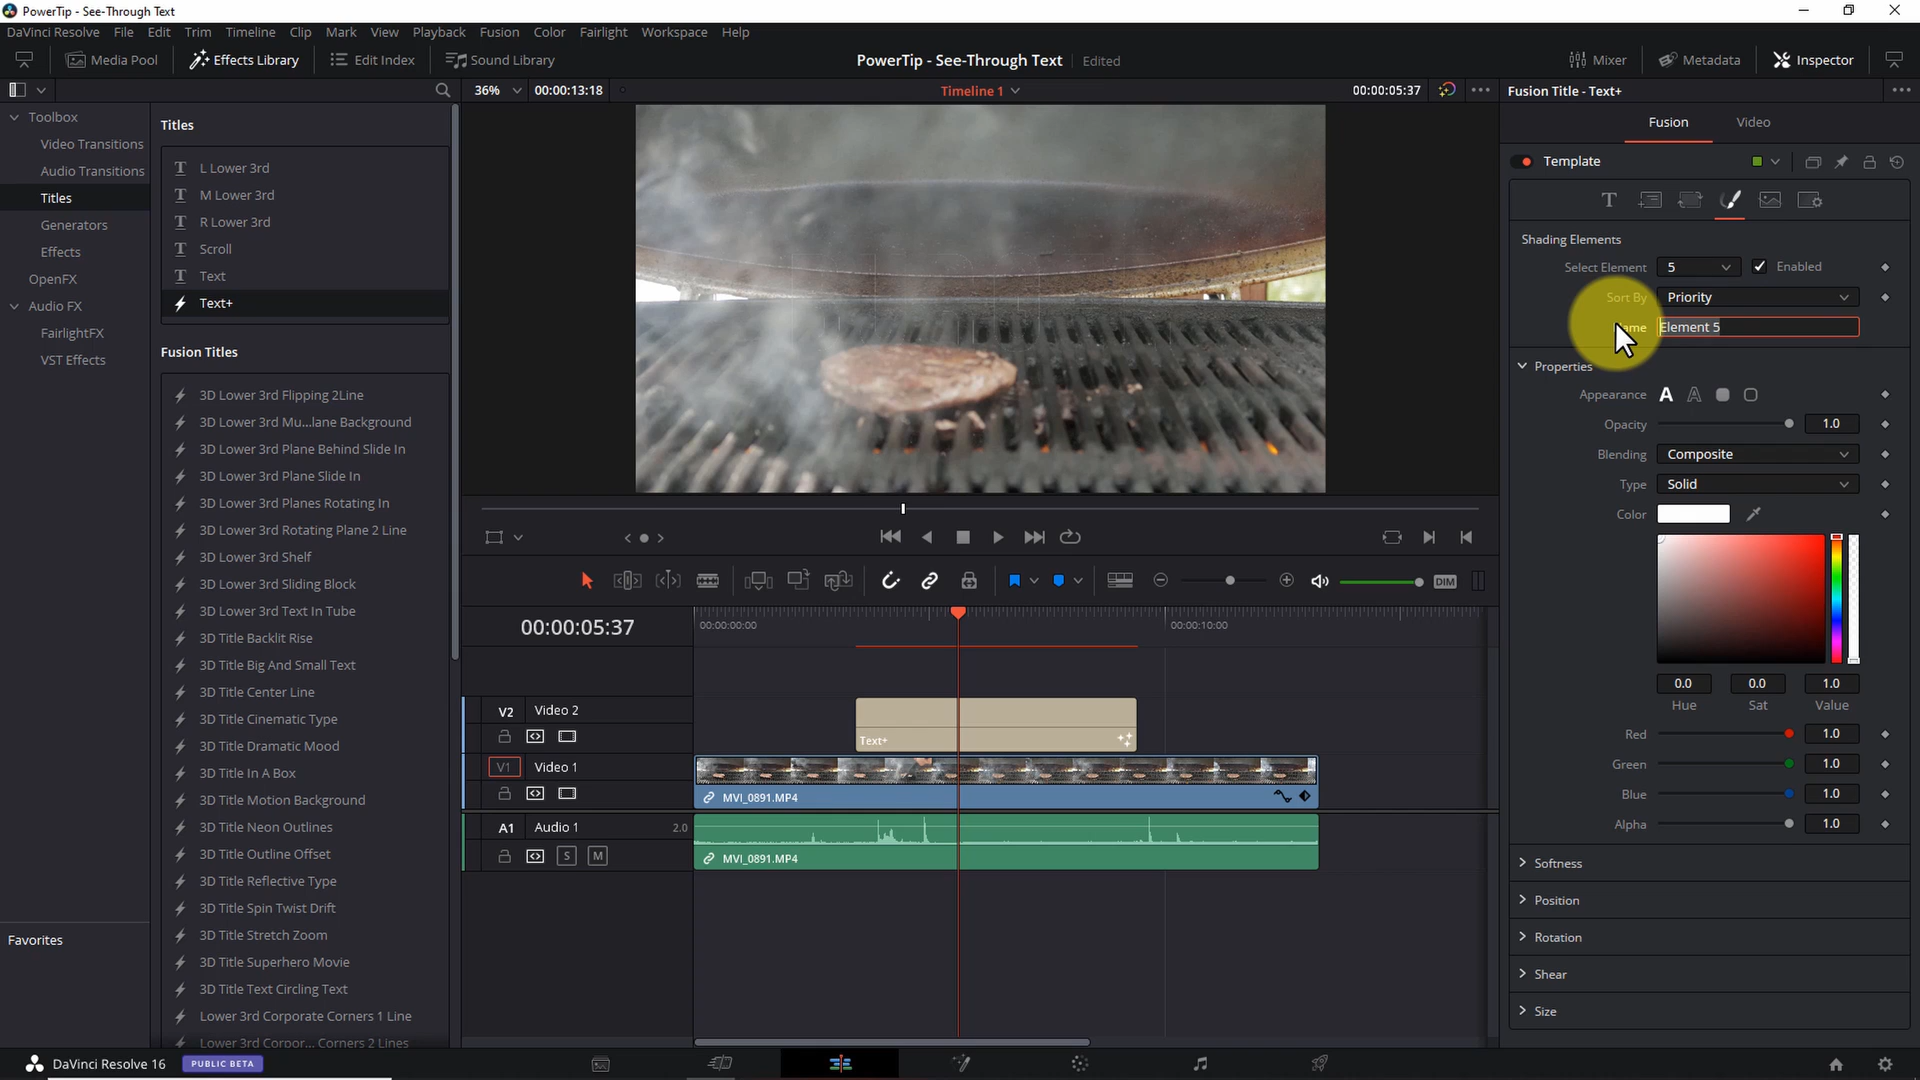 PowerTip - See-Through Text
DaVinci Resolve File Edit Trim Timeline Clip Mark View Playback Fusion Color Fairlight Workspace Help
Media Pool Effects Library Edit Index Sound Library PowerTip - See-Through Text Edited Mixer Metadata Inspector
36% 00:00:13:18 Timeline 1 00:00:05:37 Fusion Title - Text+
Toolbox
Video Transitions
Audio Transitions
Titles
Generators
Effects
OpenFX
Audio FX
FairlightFX
VST Effects
Favorites
Titles
L Lower 3rd
M Lower 3rd
R Lower 3rd
Scroll
Text
Text+
Fusion Titles
3D Lower 3rd Flipping 2Line
3D Lower 3rd Mu...lane Background
3D Lower 3rd Plane Behind Slide In
3D Lower 3rd Plane Slide In
3D Lower 3rd Planes Rotating In
3D Lower 3rd Rotating Plane 2 Line
3D Lower 3rd Shelf
3D Lower 3rd Sliding Block
3D Lower 3rd Text In Tube
3D Title Backlit Rise
3D Title Big And Small Text
3D Title Center Line
3D Title Cinematic Type
3D Title Dramatic Mood
3D Title In A Box
3D Title Motion Background
3D Title Neon Outlines
3D Title Outline Offset
3D Title Reflective Type
3D Title Spin Twist Drift
3D Title Stretch Zoom
3D Title Superhero Movie
3D Title Text Circling Text
Lower 3rd Corporate Corners 1 Line
Lower 3rd Corpor... Corners 2 Lines
DIM
00:00:05:37 00:00:00:00 00:00:10:00
V2 Video 2
Text+
V1 Video 1
MVI_0891.MP4
A1 Audio 1 2.0
S M
MVI_0891.MP4
Fusion Video
Template
Shading Elements
Select Element 5 Enabled
Sort By Priority
Element 5
Properties
Appearance
Opacity 1.0
Blending Composite
Type Solid
Color
0.0 0.0 1.0
Hue Sat Value
Red 1.0
Green 1.0
Blue 1.0
Alpha 1.0
Softness
Position
Rotation
Shear
Size
DaVinci Resolve 16 PUBLIC BETA